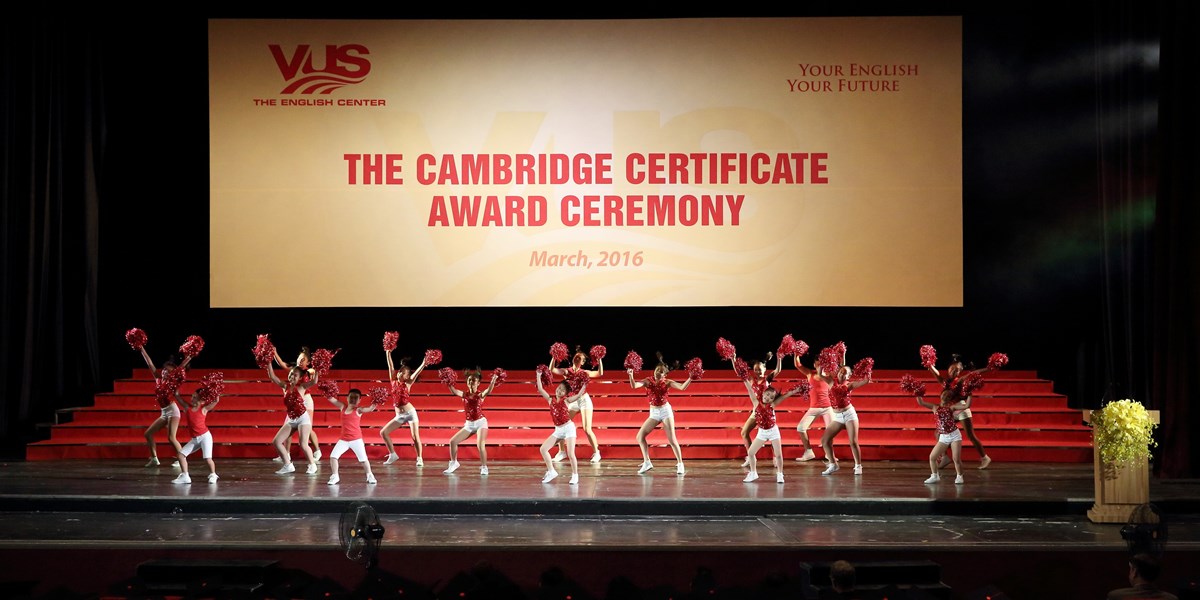 VUS
THE ENGLISH CENTER
YOUR ENGLISH
YOUR FUTURE
THE CAMBRIDGE CERTIFICATE
AWARD CEREMONY
March, 2016